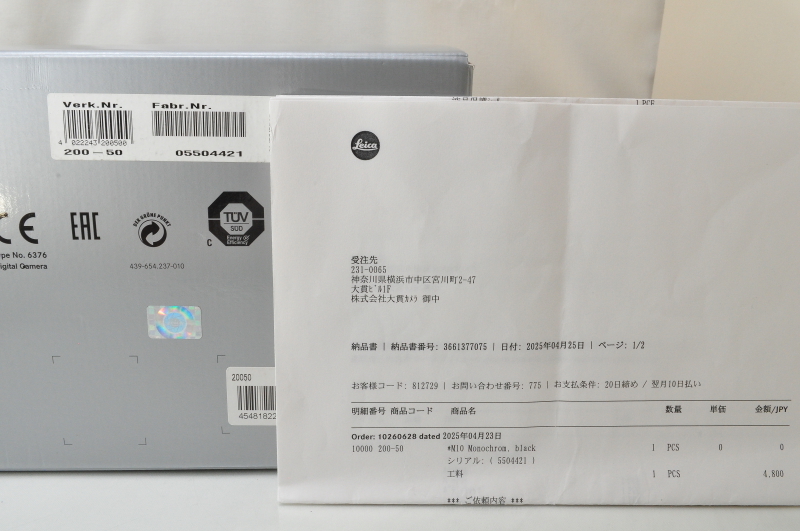 Verk.Nr. Fabr.Nr.
4 022243 200500
200-50 05504421
CE EAC DER GRÜNE PUNKT TÜV SÜD
Energy Efficiency
C
ype No. 6376
igital Camera
439-654.237-010
20050
45481822
1 PCE
Leica
受注先
231-0065
神奈川県横浜市中区宮川町2-47
大貫ﾋﾞﾙ1F
株式会社大貫ｶﾒﾗ 御中
納品書 | 納品書番号: 3661377075 | 日付: 2025年04月25日 | ページ: 1/2
お客様コード: 812729 | お問い合わせ番号: 775 | お支払条件: 20日締め / 翌月10日払い
明細番号 商品コード 商品名 数量 単価 金額/JPY
Order: 10260628 dated 2025年04月23日
10000 200-50 *M10 Monochrom, black 1 PCS 0 0
シリアル: ( 5504421 )
工料 1 PCS 4,800
*** ご依頼内容 ***